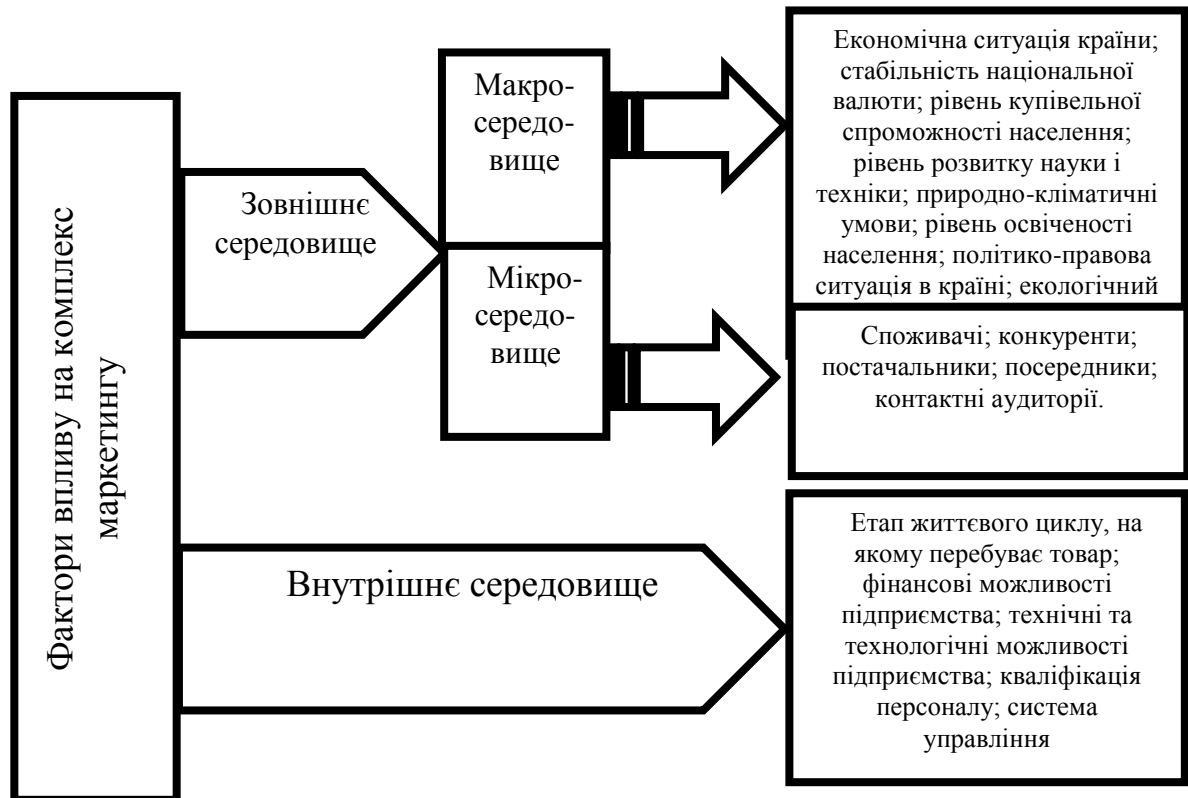 Фактори впливу на комплекс
маркетингу
Зовнішнє
середовище
Макро-
середо-
вище
Економічна ситуація країни;
стабільність національної
валюти; рівень купівельної
спроможності населення;
рівень розвитку науки і
техніки; природно-кліматичні
умови; рівень освіченості
населення; політико-правова
ситуація в країні; екологічний
Мікро-
середо-
вище
Споживачі; конкуренти;
постачальники; посередники;
контактні аудиторії.
Внутрішнє середовище
Етап життєвого циклу, на
якому перебуває товар;
фінансові можливості
підприємства; технічні та
технологічні можливості
підприємства; кваліфікація
персоналу; система
управління